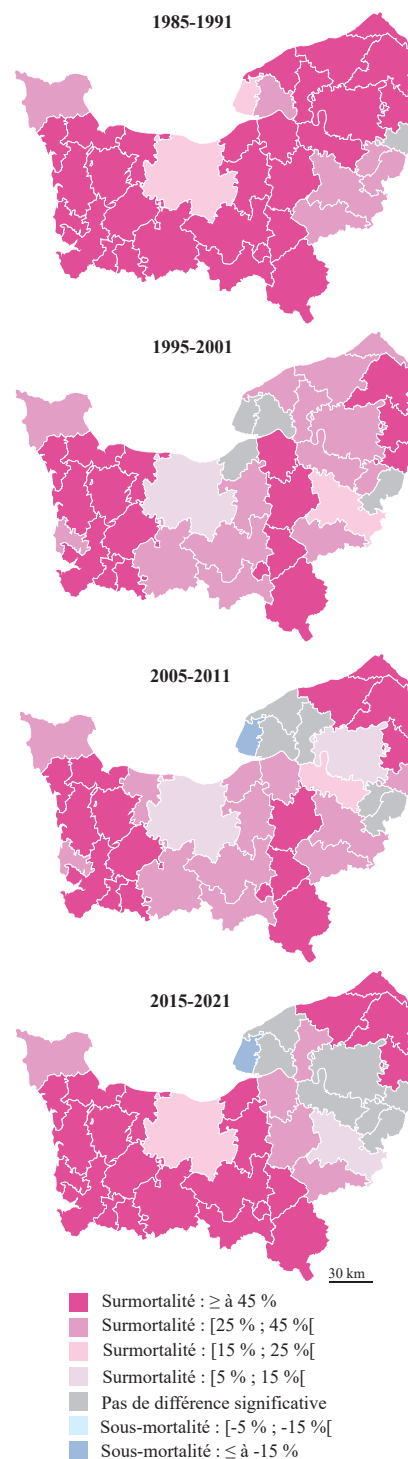 1985-1991
1995-2001
2005-2011
2015-2021
30 km
Surmortalité : ≥ à 45 %
Surmortalité : [25 % ; 45 %[
Surmortalité : [15 % ; 25 %[
Surmortalité : [5 % ; 15 %[
Pas de différence significative
Sous-mortalité : [-5 % ; -15 %[
Sous-mortalité : ≤ à -15 %